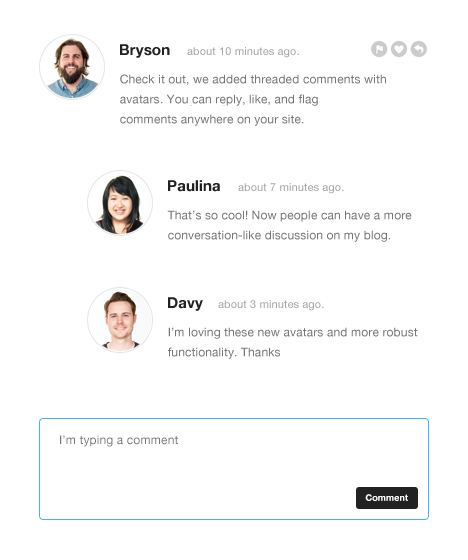 Bryson about 10 minutes ago.
Check it out, we added threaded comments with
avatars. You can reply, like, and flag
comments anywhere on your site.
Paulina about 7 minutes ago.
That's so cool! Now people can have a more
conversation-like discussion on my blog.
Davy about 3 minutes ago.
I'm loving these new avatars and more robust
functionality. Thanks
I'm typing a comment
Comment